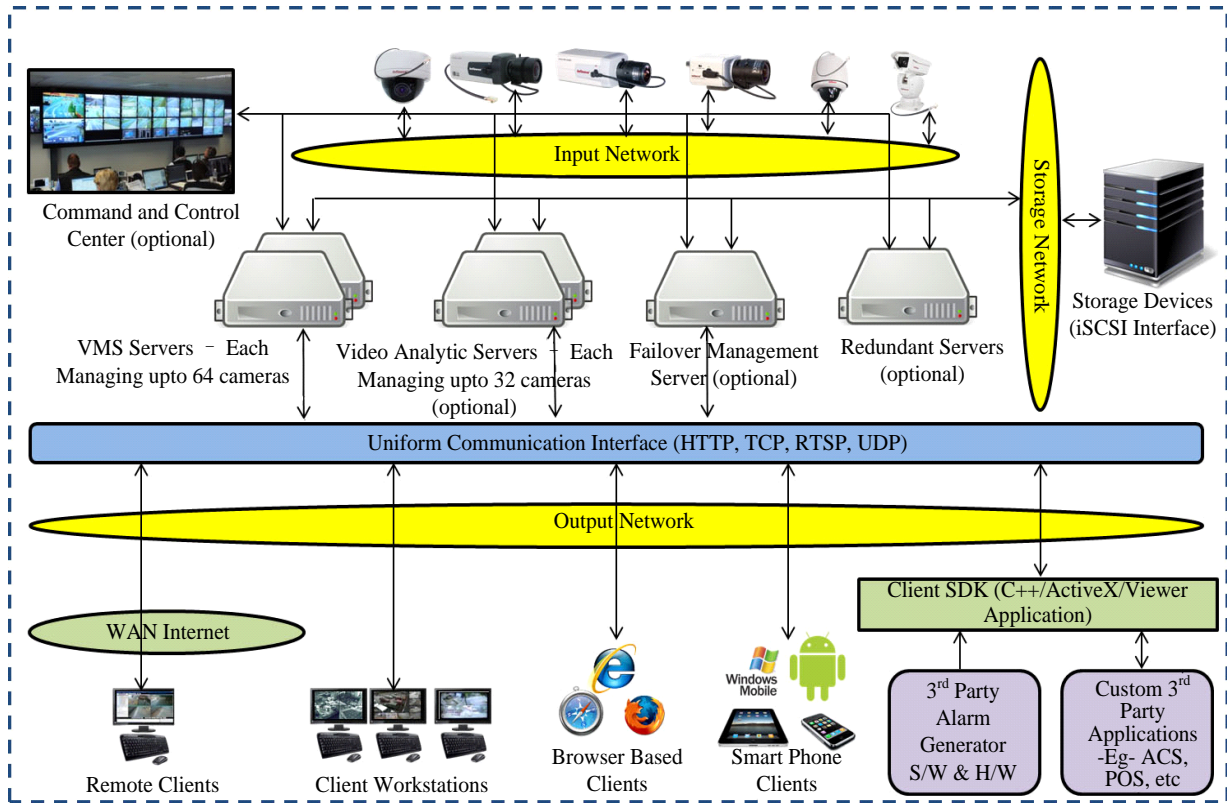 Input Network
Command and Control
Center (optional)
Storage Network
Storage Devices
(iSCSI Interface)
VMS Servers – Each
Managing upto 64 cameras
Video Analytic Servers – Each
Managing upto 32 cameras
(optional)
Failover Management
Server (optional)
Redundant Servers
(optional)
Uniform Communication Interface (HTTP, TCP, RTSP, UDP)
Output Network
WAN Internet
Client SDK (C++/ActiveX/Viewer
Application)
Remote Clients
Client Workstations
Browser Based
Clients
Windows
Mobile
Smart Phone
Clients
3rd Party
Alarm
Generator
S/W & H/W
Custom 3rd
Party
Applications
-Eg- ACS,
POS, etc